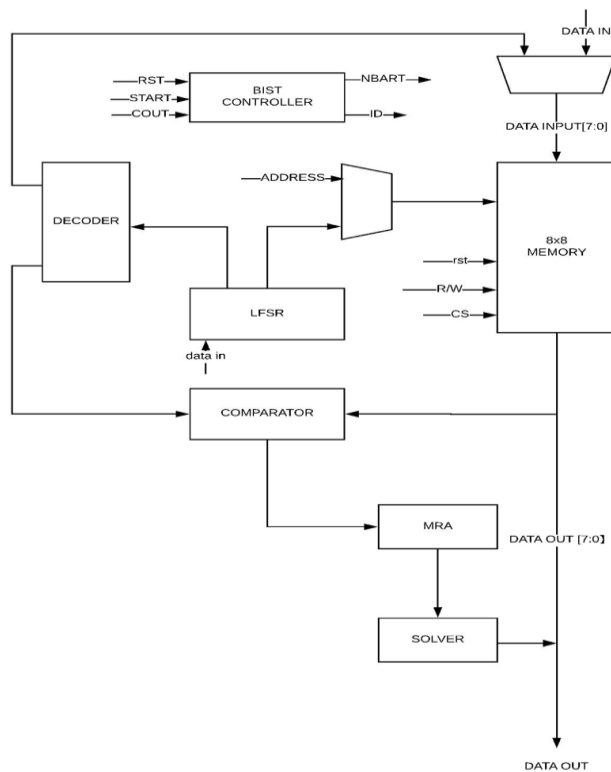 DATA IN
RST
START
COUT
BIST
CONTROLLER
NBART
ID
DATA INPUT[7:0]
DECODER
ADDRESS
8x8
MEMORY
rst
R/W
CS
LFSR
data in
COMPARATOR
MRA
DATA OUT [7:0]
SOLVER
DATA OUT